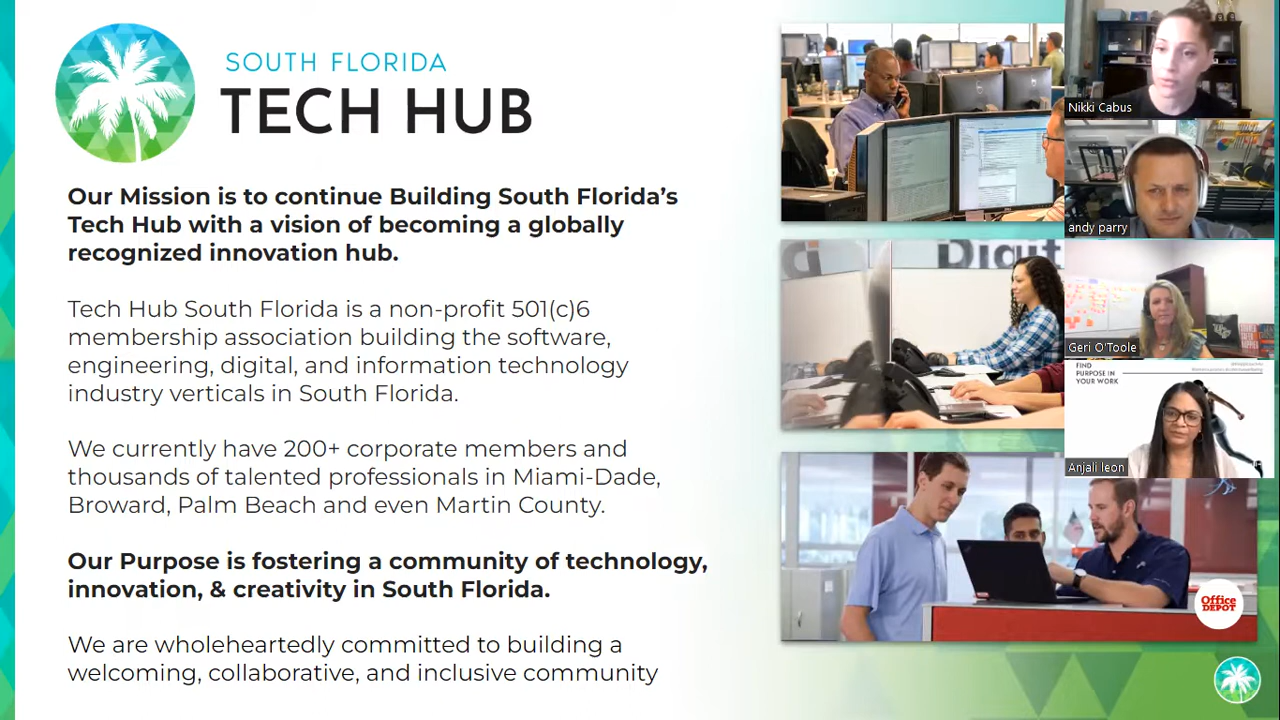 SOUTH FLORIDA
TECH HUB
Our Mission is to continue Building South Florida's
Tech Hub with a vision of becoming a globally
recognized innovation hub.
Tech Hub South Florida is a non-profit 501(c)6
membership association building the software,
engineering, digital, and information technology
industry verticals in South Florida.
We currently have 200+ corporate members and
thousands of talented professionals in Miami-Dade,
Broward, Palm Beach and even Martin County.
Our Purpose is fostering a community of technology,
innovation, & creativity in South Florida.
We are wholeheartedly committed to building a
welcoming, collaborative, and inclusive community
Digit
Office
DEPOT
Nikki Cabus
andy parry
Geri O'Toole
FIND
PURPOSE IN
YOUR WORK
Anjali leon